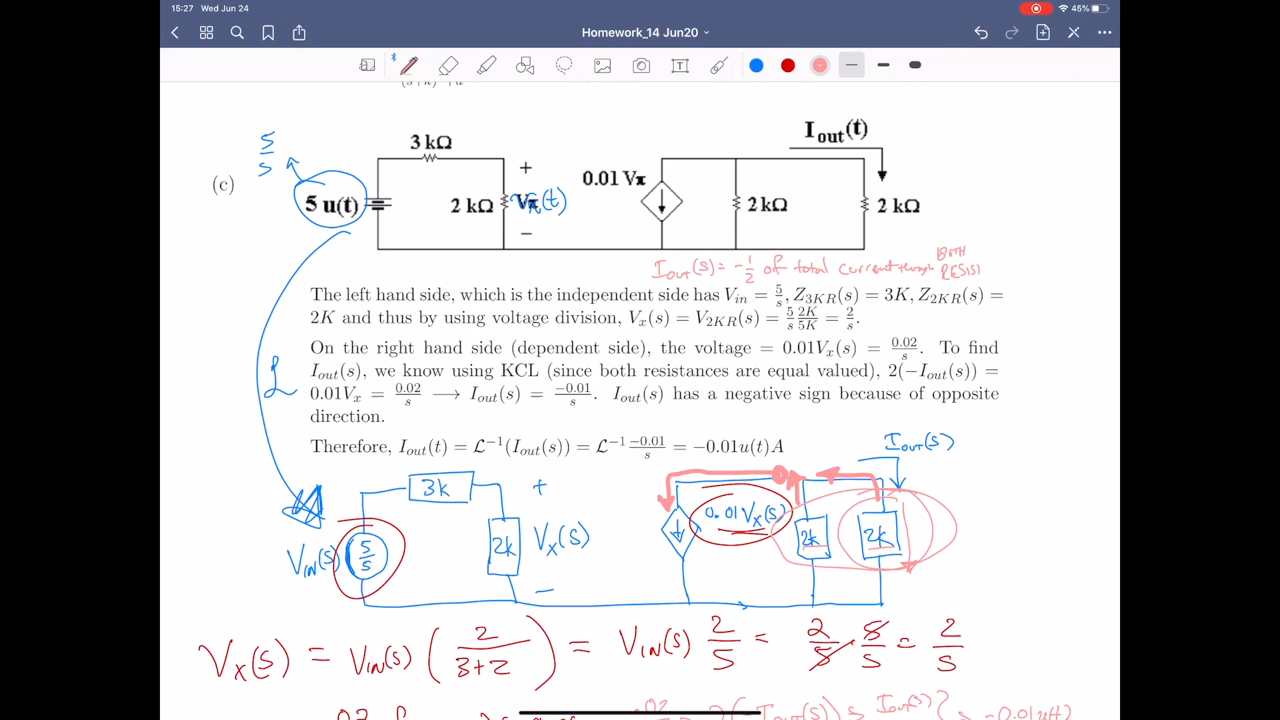 15:27 Wed Jun 24
45%
Homework_14 Jun20
(c)
5/s
3 kΩ
5 u(t)
2 kΩ
+
(t)
−
0.01 Vx
2 kΩ
I out (t)
2 kΩ
I_out(s) = -1/2 of total current through BOTH RESIS
The left hand side, which is the independent side has V_in = 5/s, Z_3KR(s) = 3K, Z_2KR(s) =
2K and thus by using voltage division, V_x(s) = V_2KR(s) = 5/s 2K/5K = 2/s.
On the right hand side (dependent side), the voltage = 0.01V_x(s) = 0.02/s. To find
I_out(s), we know using KCL (since both resistances are equal valued), 2(−I_out(s)) =
0.01V_x = 0.02/s ⟶ I_out(s) = −0.01/s. I_out(s) has a negative sign because of opposite
direction.
Therefore, I_out(t) = ℒ^−1(I_out(s)) = ℒ^−1 −0.01/s = −0.01u(t)A
ℒ
I_out(s)
3k
+
V_IN(s)
5/s
2k
V_x(s)
−
0.01 V_x(s)
2k
2k
V_x(s) = V_IN(s) (2/(3+2)) = V_IN(s) 2/5 = 2/5 · 5/s = 2/s